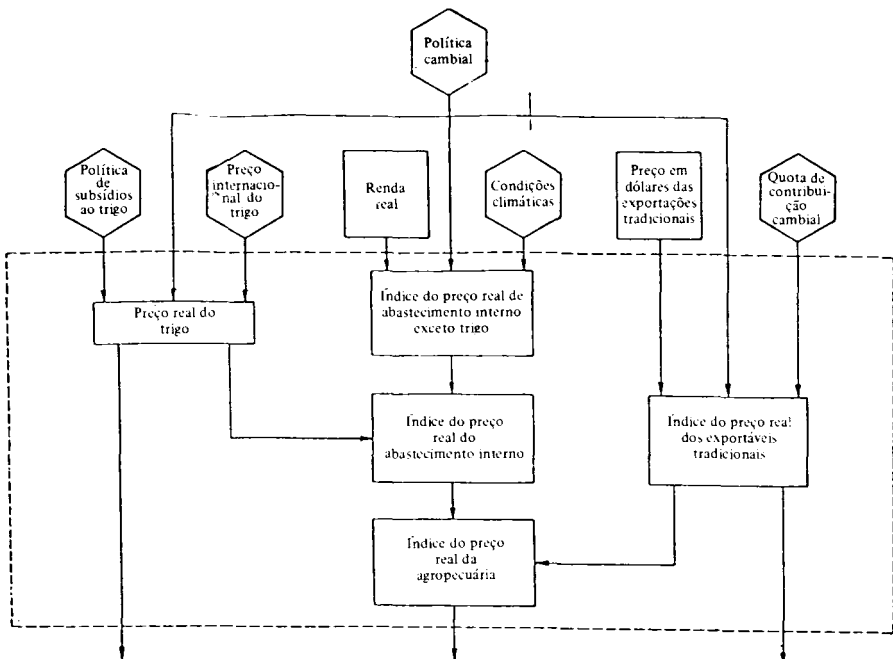 Política
cambial
Política
de
subsídios
ao trigo
Preço
internacio-
nal do
trigo
Renda
real
Condições
climáticas
Preço em
dólares das
exportações
tradicionais
Quota de
contribui-
ção
cambial
Preço real do
trigo
Índice do preço real de
abastecimento interno
exceto trigo
Índice do preço
real do
abastecimento interno
Índice do preço real
dos exportáveis
tradicionais
Índice do preço
real da
agropecuária